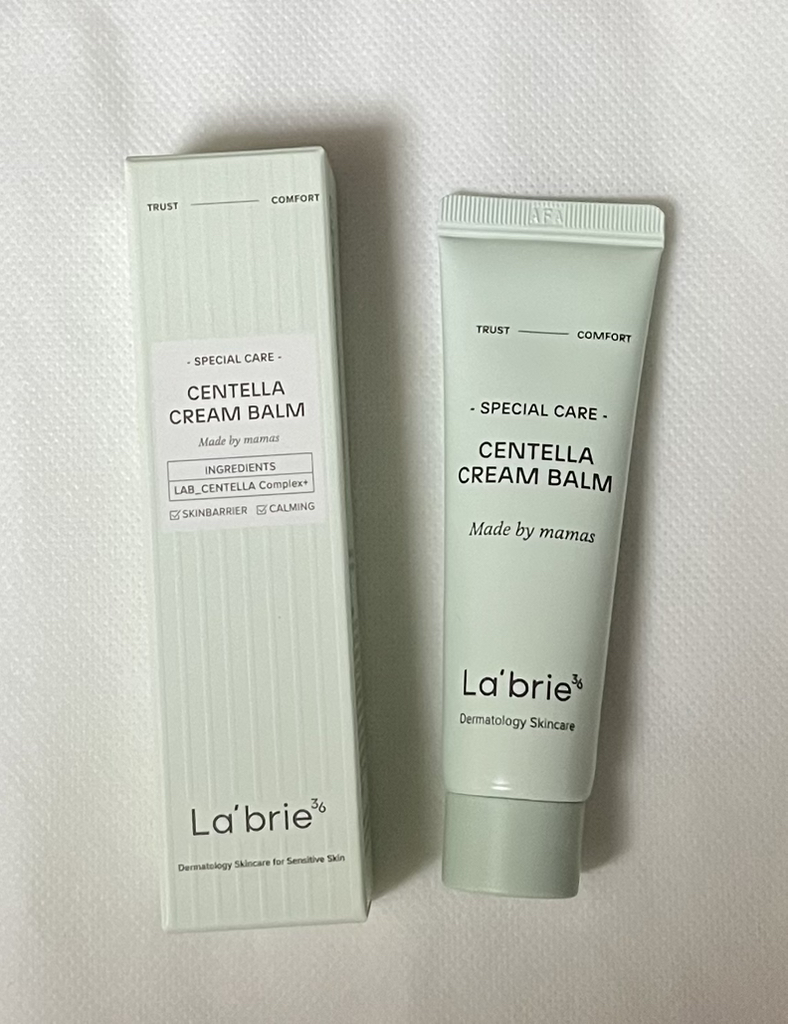 TRUST COMFORT
- SPECIAL CARE -
CENTELLA
CREAM BALM
Made by mamas
INGREDIENTS
LAB_CENTELLA Complex+
SKINBARRIER CALMING
La'brie36
Dermatology Skincare for Sensitive Skin
AFA
TRUST COMFORT
- SPECIAL CARE -
CENTELLA
CREAM BALM
Made by mamas
La'brie36
Dermatology Skincare